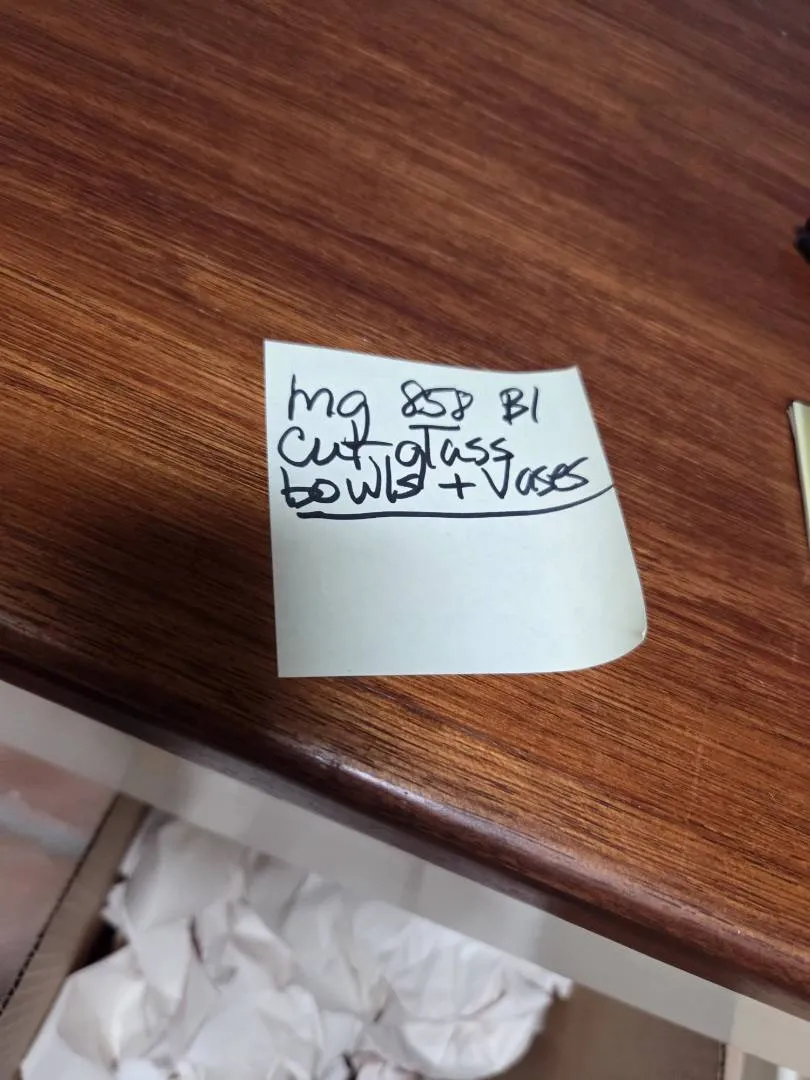 mg 858 B1
cut glass
bowls + Vases